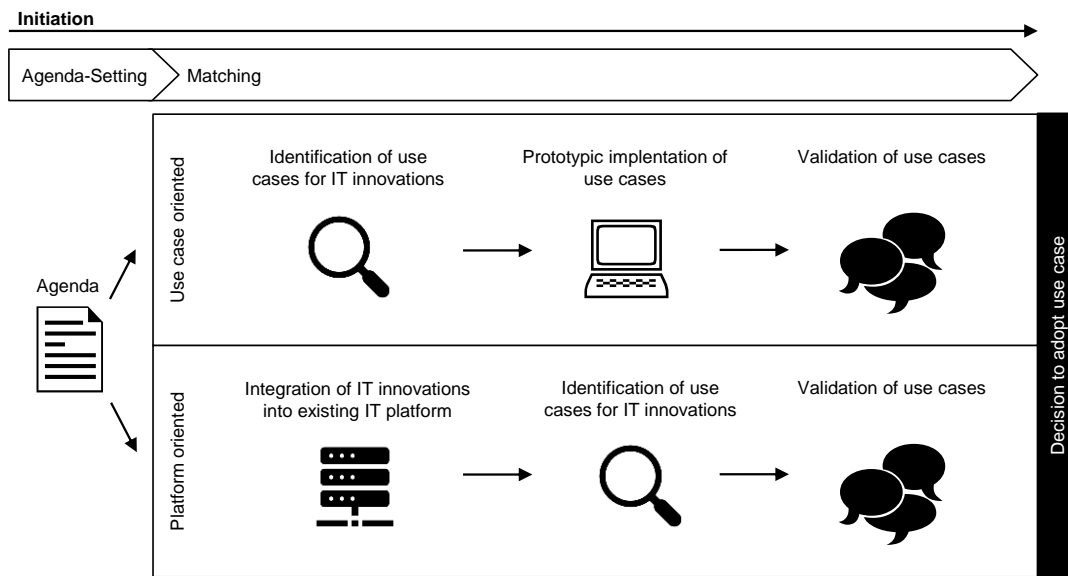 Initiation
Agenda-Setting
Matching
Use case oriented
Identification of use
cases for IT innovations
Prototypic implentation of
use cases
Validation of use cases
Agenda
Platform oriented
Integration of IT innovations
into existing IT platform
Identification of use
cases for IT innovations
Validation of use cases
Decision to adopt use case